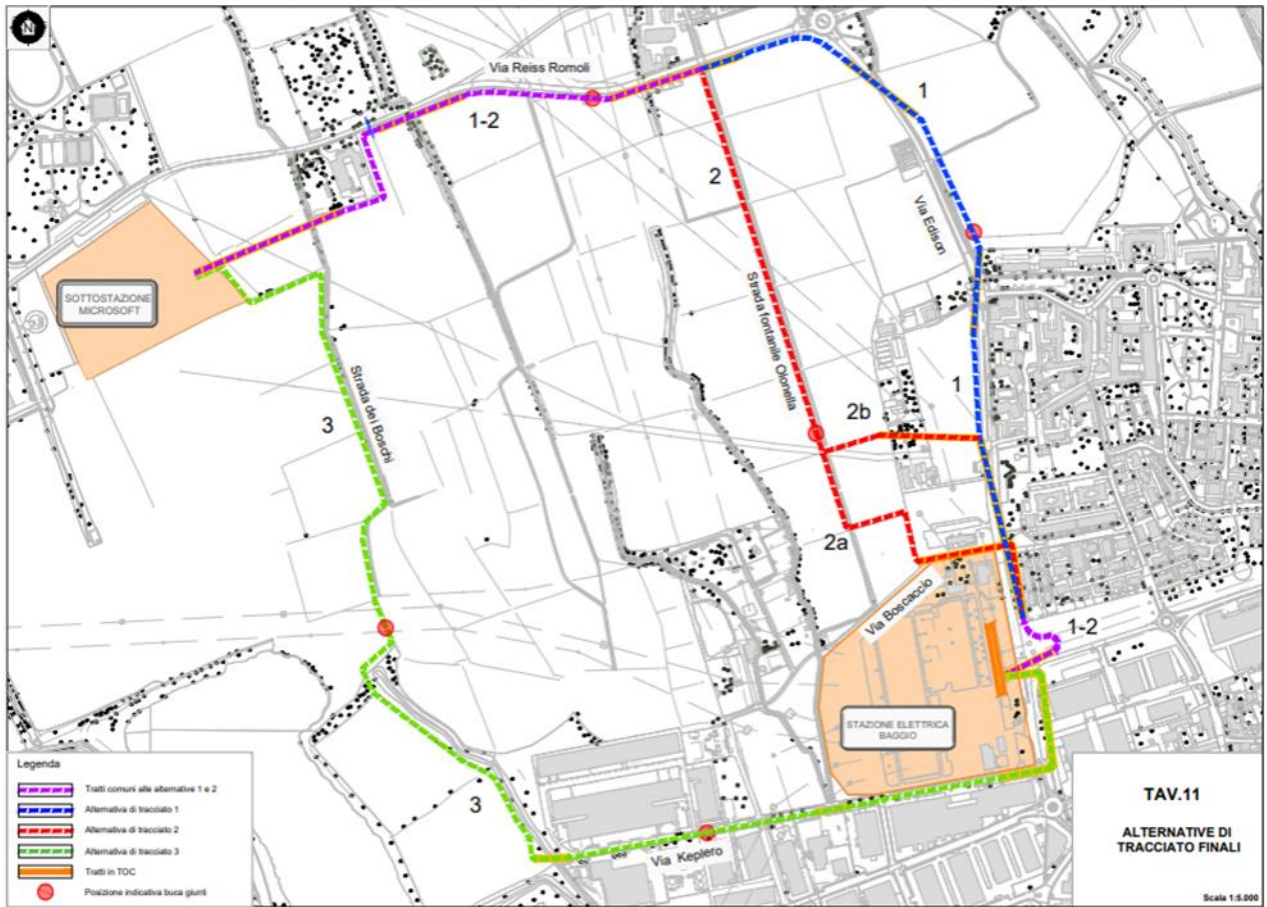 N
Via Reiss Romoli
1-2
1
2
Via Edison
SOTTOSTAZIONE
MICROSOFT
Strada fontanile Olonella
Strada dei Boschi
3
1
2b
2a
Via Boscaccio
1-2
STAZIONE ELETTRICA
BAGGIO
3
Via Keplero
Legenda
Tratti comuni alle alternative 1 e 2
Alternativa di tracciato 1
Alternativa di tracciato 2
Alternativa di tracciato 3
Tratti in TOC
Posizione indicativa buca giunti
TAV.11
ALTERNATIVE DI
TRACCIATO FINALI
Scala 1:5.000